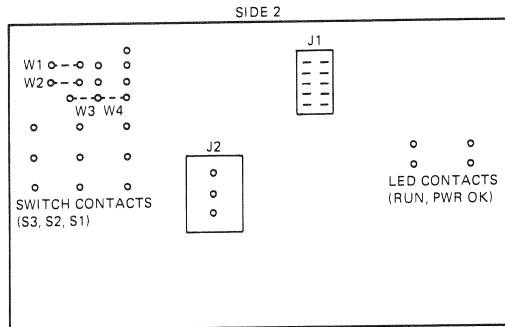 SIDE 2
J1
W1
W2
W3 W4
J2
SWITCH CONTACTS
(S3, S2, S1)
LED CONTACTS
(RUN, PWR OK)